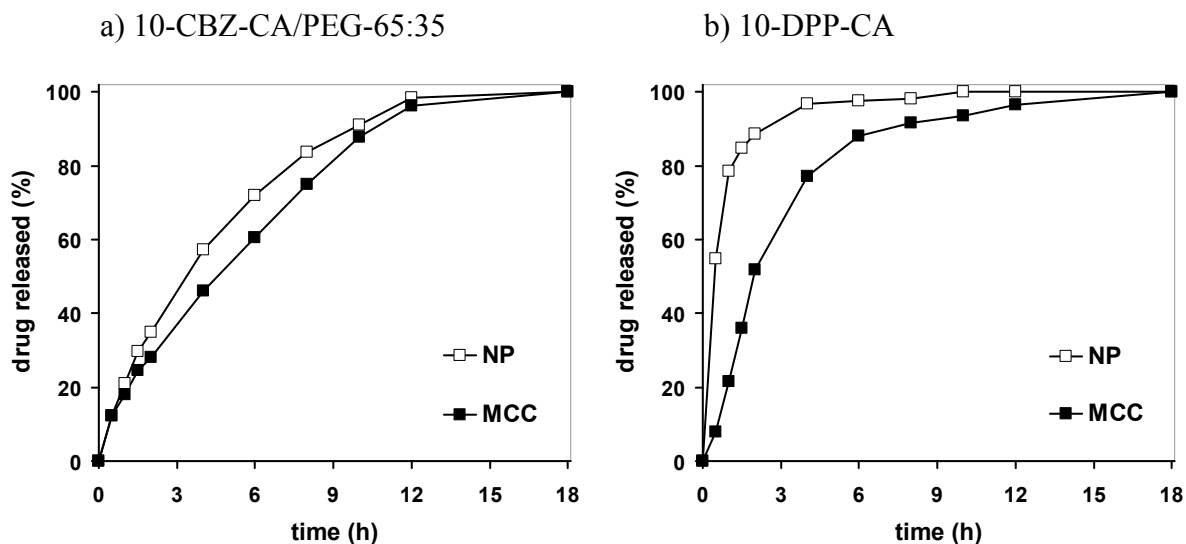 a) 10-CBZ-CA/PEG-65:35
100
80
60
40
20
0
drug released (%)
NP
MCC
0 3 6 9 12 15 18
time (h)
b) 10-DPP-CA
100
80
60
40
20
0
drug released (%)
NP
MCC
0 3 6 9 12 15 18
time (h)